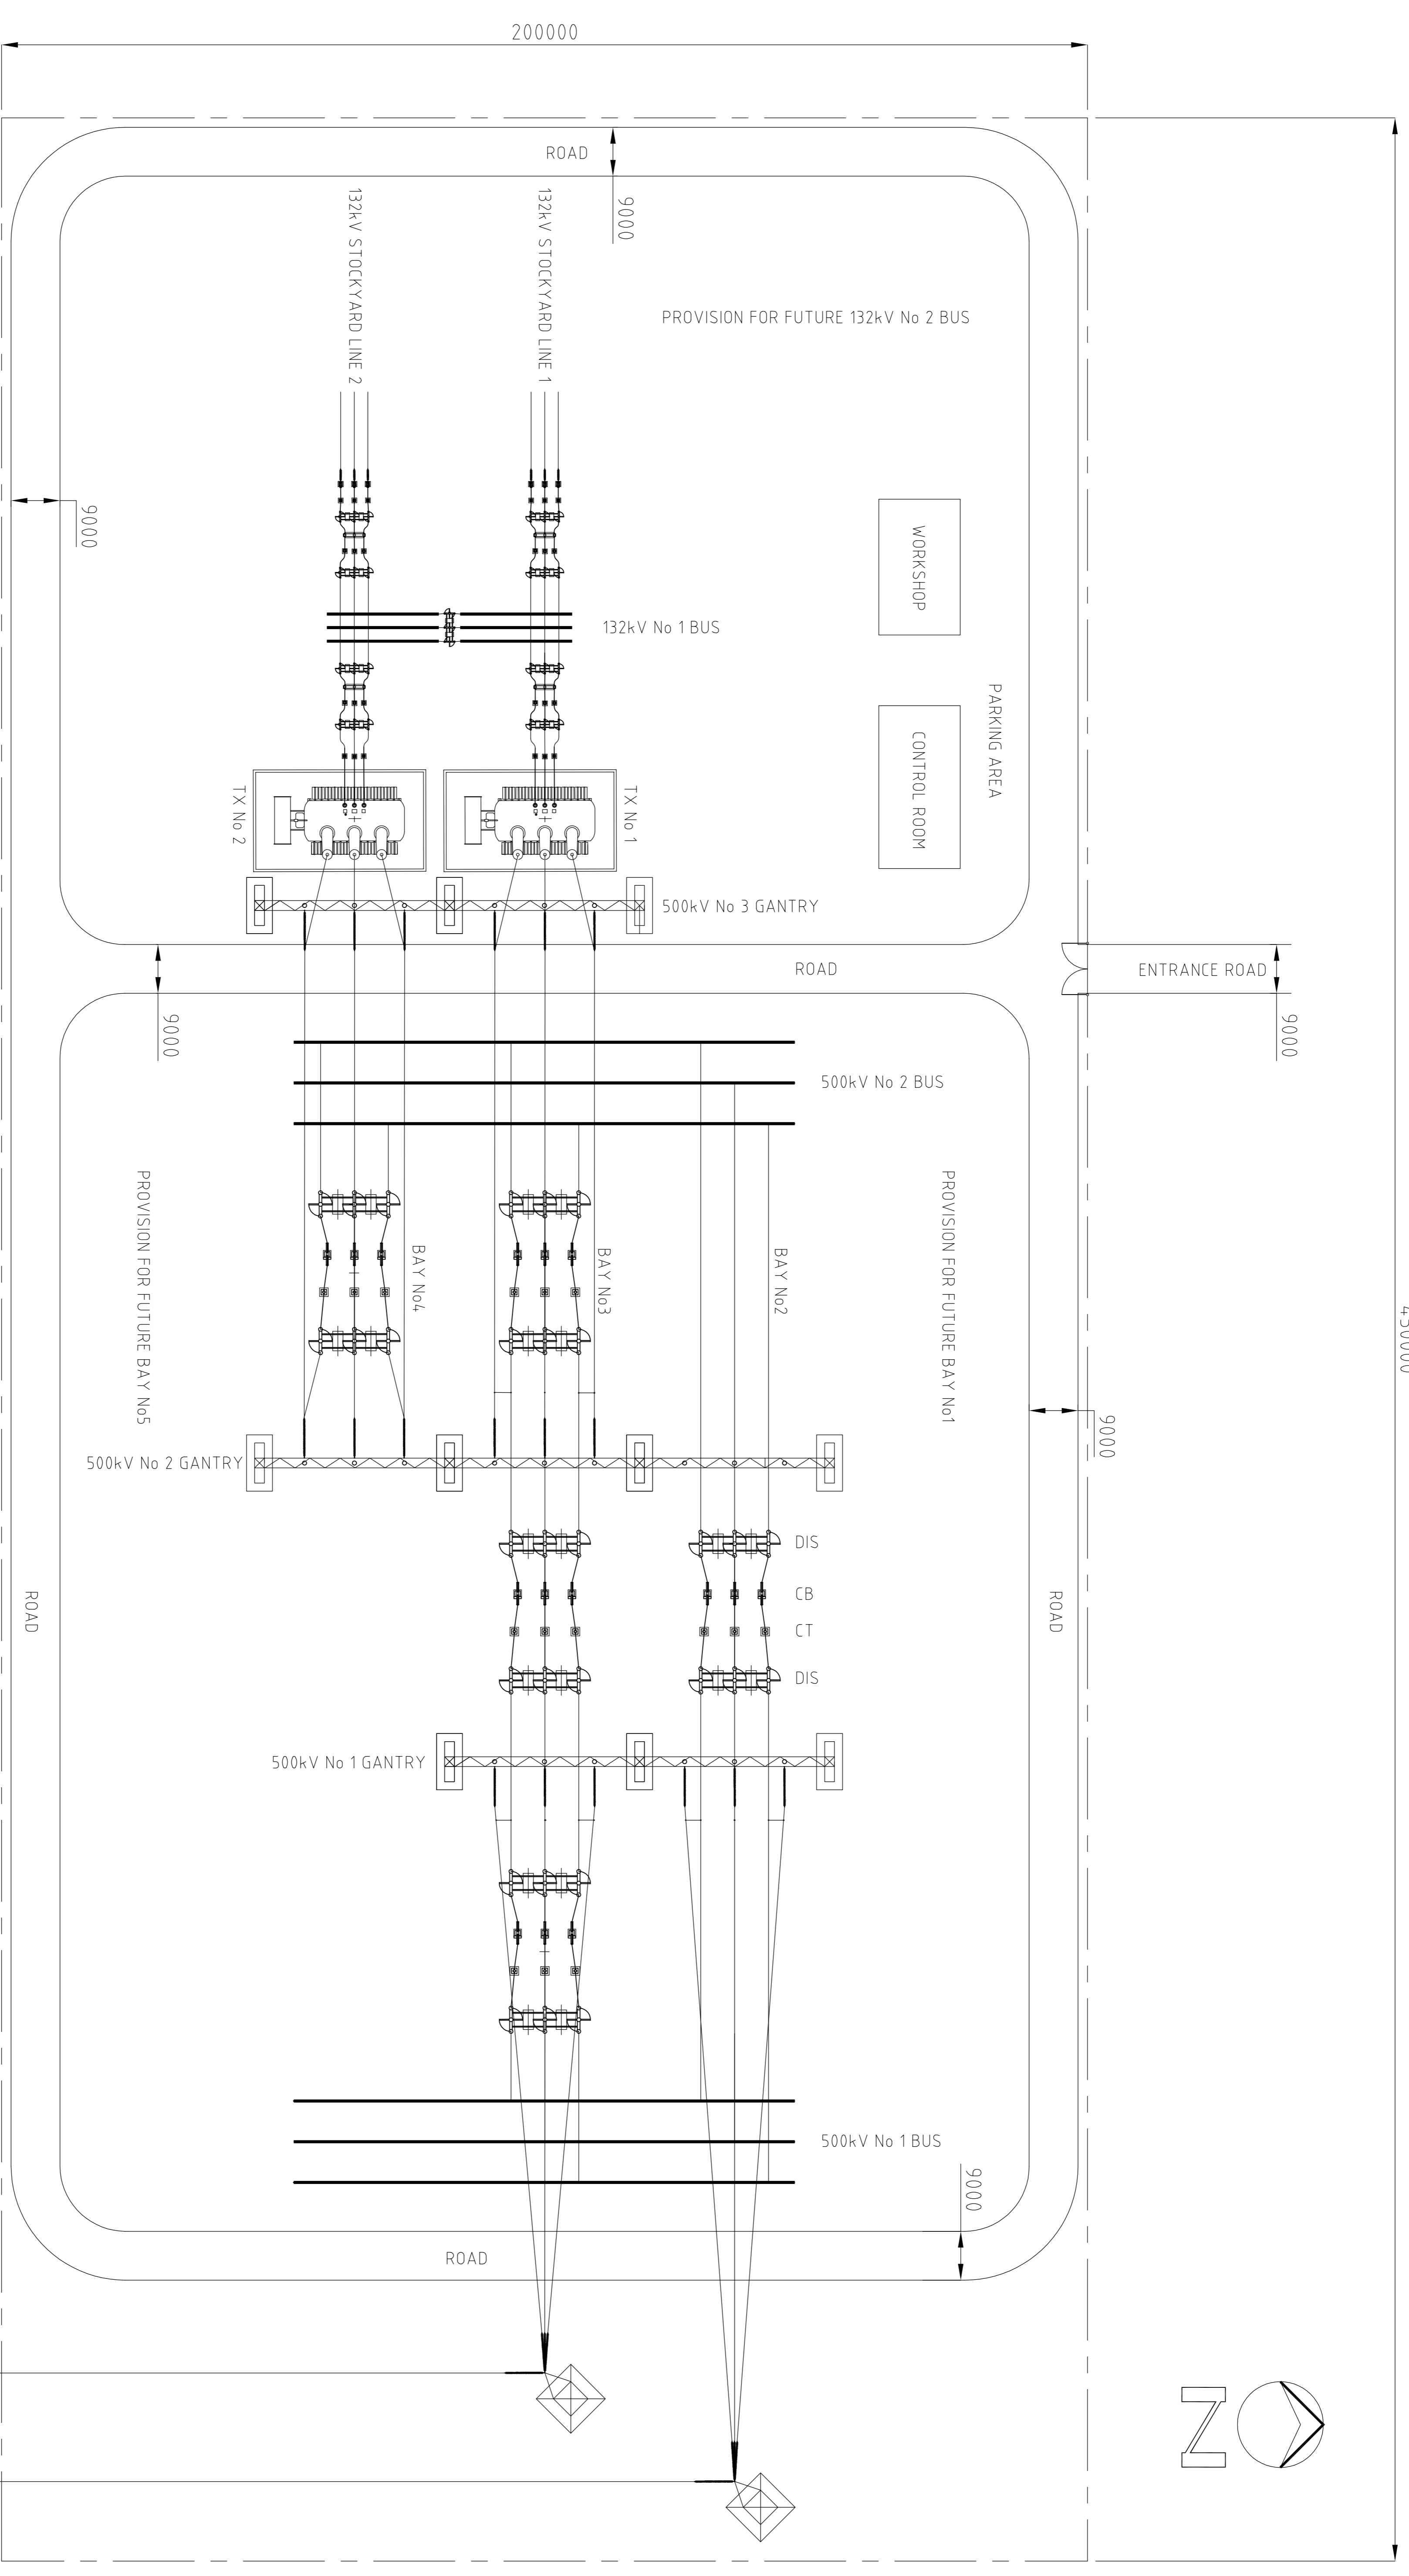 200000
ROAD
9000
132kV STOCKYARD LINE 2
132kV STOCKYARD LINE 1
PROVISION FOR FUTURE 132kV No 2 BUS
9000
WORKSHOP
132kV No 1 BUS
PARKING AREA
CONTROL ROOM
TX No 2
TX No 1
500kV No 3 GANTRY
ROAD
ENTRANCE ROAD
9000
9000
500kV No 2 BUS
PROVISION FOR FUTURE BAY No5
BAY No4
BAY No3
BAY No2
PROVISION FOR FUTURE BAY No1
450000
9000
500kV No 2 GANTRY
DIS
CB
CT
DIS
ROAD
ROAD
500kV No 1 GANTRY
500kV No 1 BUS
9000
ROAD
N